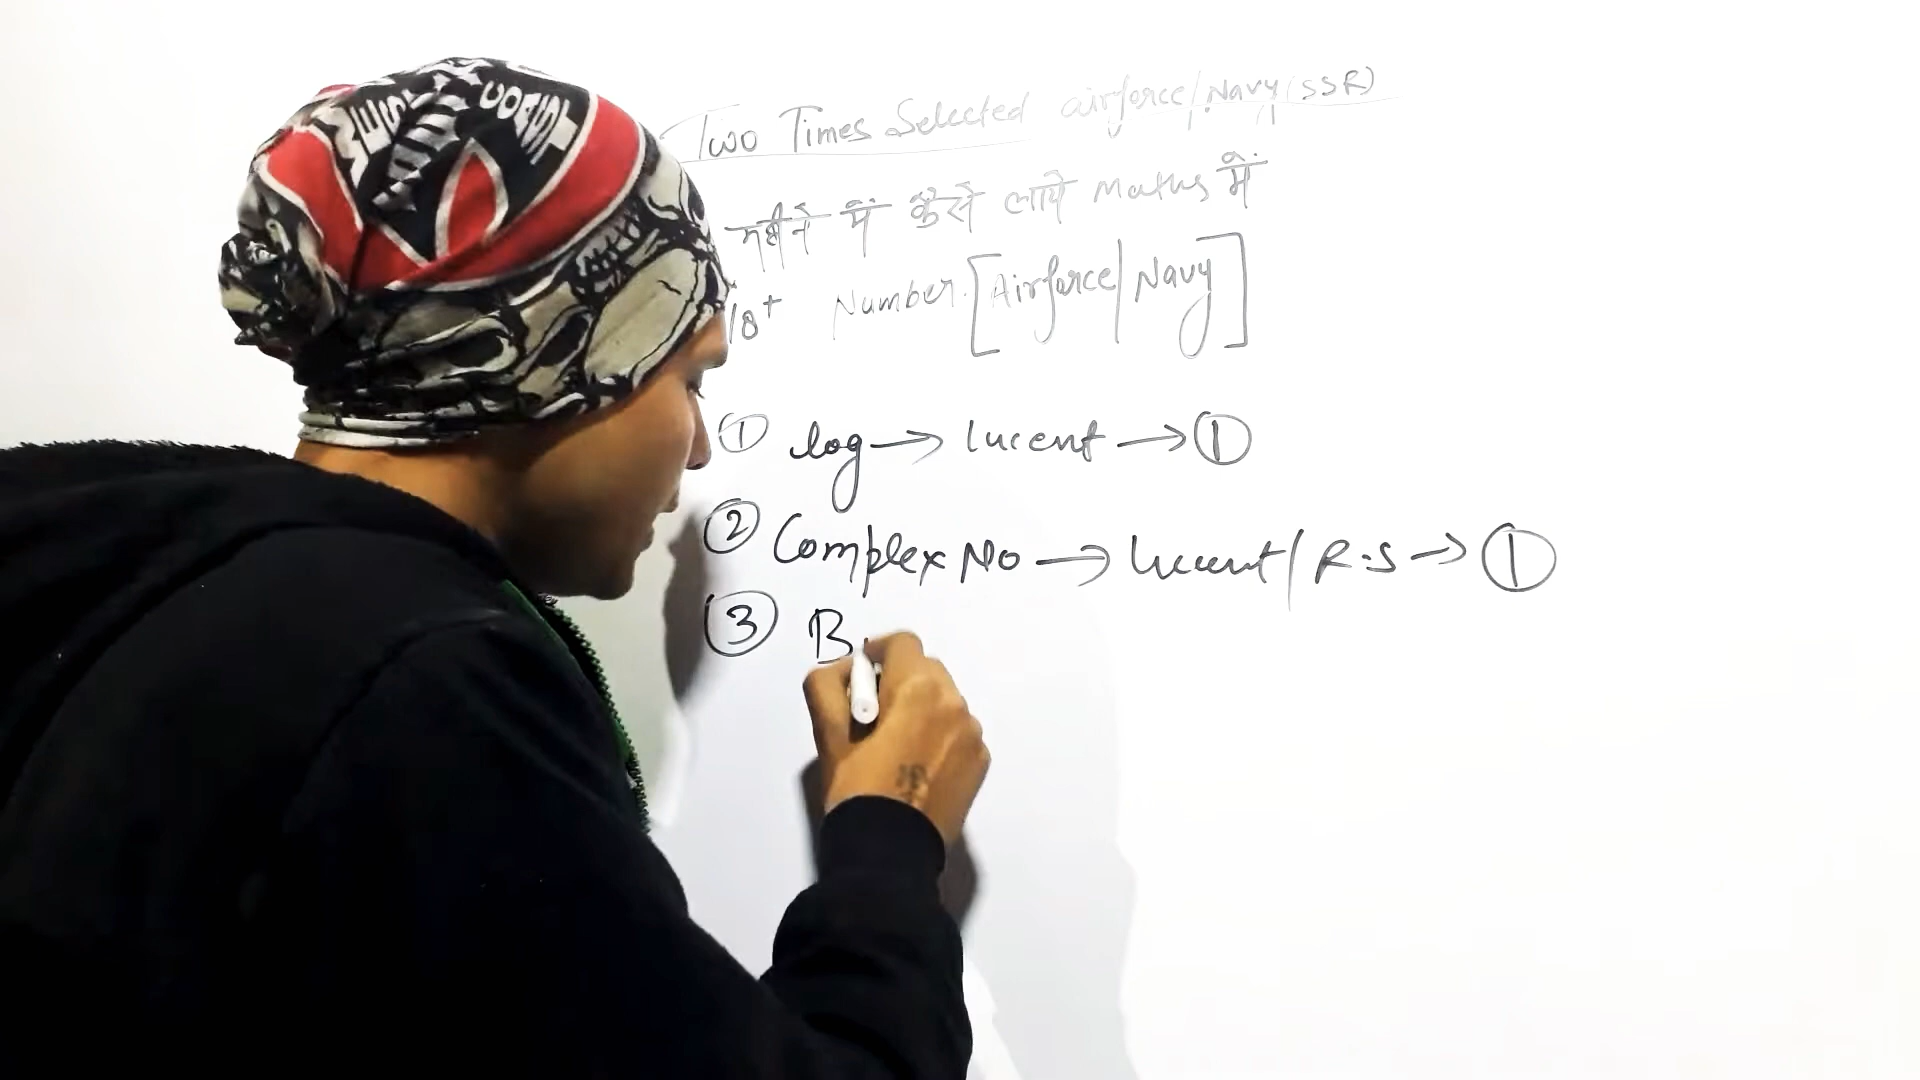 Two Times Selected airforce/Navy(SSR)
महीने में कैसे लाये Maths में
18+ Number [Airforce/Navy]
① log → lucent → ①
② Complex No → lucent/R.S → ①
③ B
COAST